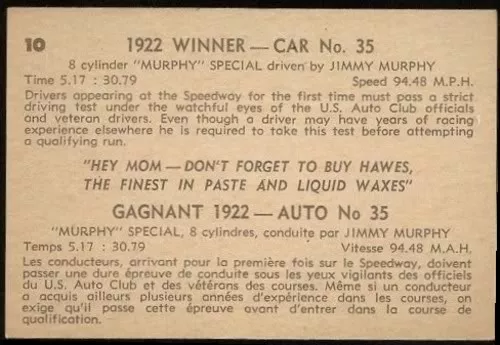 10
1922 WINNER — CAR No. 35
8 cylinder "MURPHY" SPECIAL driven by JIMMY MURPHY
Time 5.17 : 30.79 Speed 94.48 M.P.H.
Drivers appearing at the Speedway for the first time must pass a strict
driving test under the watchful eyes of the U.S. Auto Club officials
and veteran drivers. Even though a driver may have years of racing
experience elsewhere he is required to take this test before attempting
a qualifying run.
"HEY MOM — DON'T FORGET TO BUY HAWES,
THE FINEST IN PASTE AND LIQUID WAXES"
GAGNANT 1922 — AUTO No 35
"MURPHY" SPECIAL, 8 cylindres, conduite par JIMMY MURPHY
Temps 5.17 : 30.79 Vitesse 94.48 M.A.H.
Les conducteurs, arrivant pour la première fois sur le Speedway, doivent
passer une dure épreuve de conduite sous les yeux vigilants des officiels
du U.S. Auto Club et des vétérans des courses. Même si un conducteur
a acquis ailleurs plusieurs années d'expérience dans les courses, on
exige qu'il passe cette épreuve avant d'entrer dans la course de
qualification.